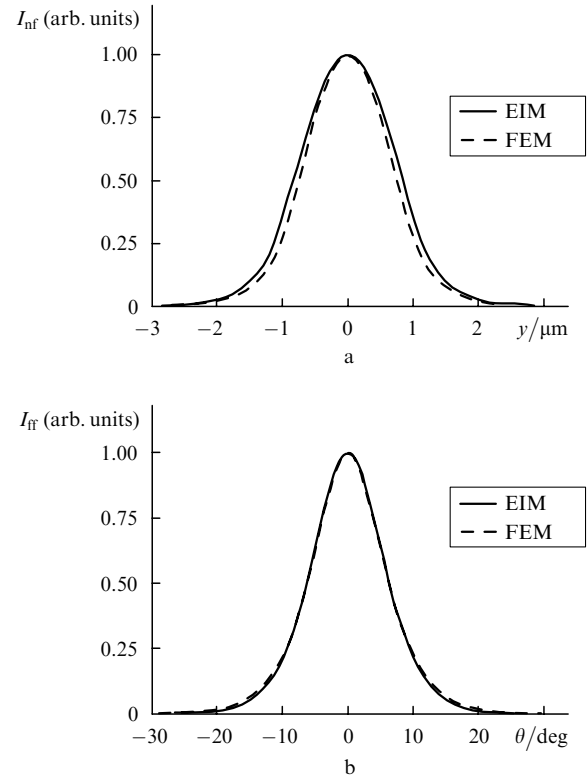 I_nf (arb. units)
1.00
0.75
0.50
0.25
0
EIM
FEM
−3 −2 −1 0 1 2 y/μm
a
I_ff (arb. units)
1.00
0.75
0.50
0.25
0
EIM
FEM
−30 −20 −10 0 10 20 θ/deg
b